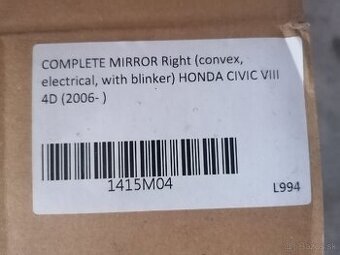 COMPLETE MIRROR Right (convex,
electrical, with blinker) HONDA CIVIC VIII
4D (2006- )
1415M04
L994